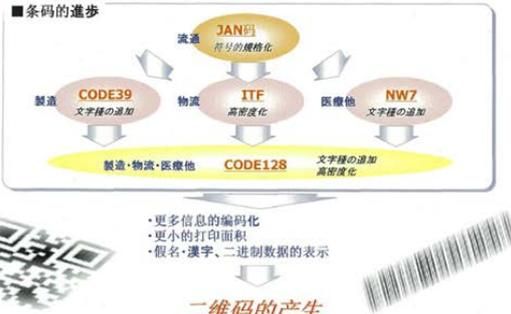 ■条码的進歩
流通
JAN码
符号的規格化
製造
CODE39
文字種の追加
物流
ITF
高密度化
医療他
NW7
文字種の追加
製造・物流・医療他
CODE128
文字種の追加
高密度化
・更多信息的编码化
・更小的打印面积
・假名・漢字、二进制数据的表示
二维码的产生